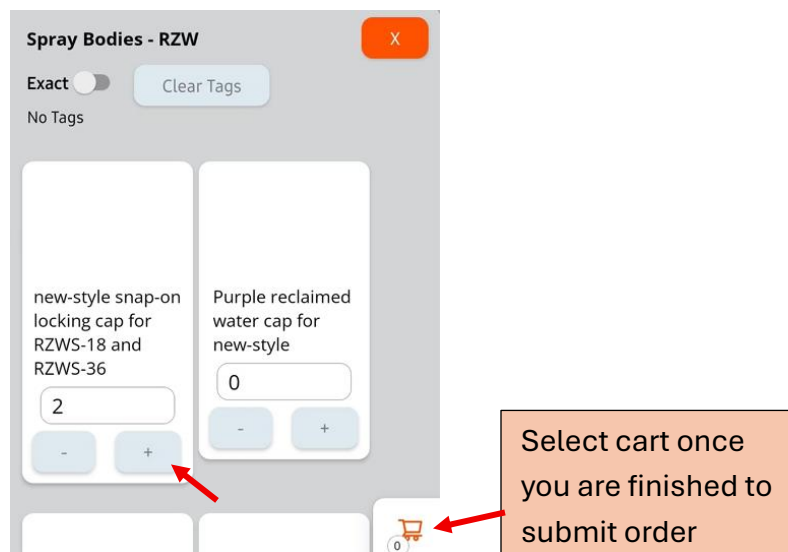 Spray Bodies - RZW
X
Exact
Clear Tags
No Tags
new-style snap-on
locking cap for
RZWS-18 and
RZWS-36
2
- +
Purple reclaimed
water cap for
new-style
0
- +
0
Select cart once
you are finished to
submit order